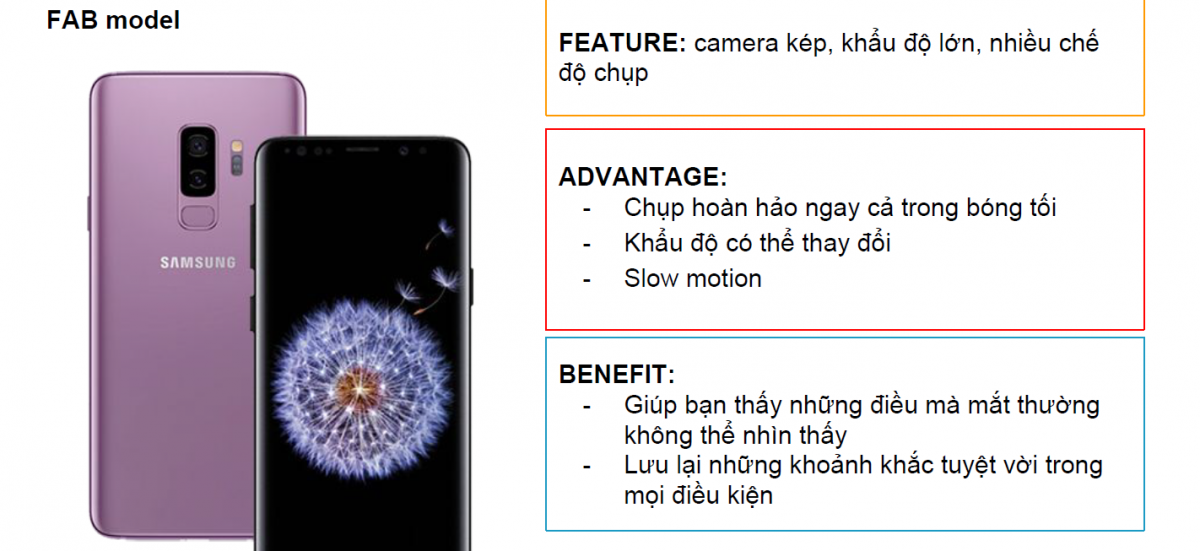 FAB model
FEATURE: camera kép, khẩu độ lớn, nhiều chế
độ chụp
SAMSUNG
ADVANTAGE:
- Chụp hoàn hảo ngay cả trong bóng tối
- Khẩu độ có thể thay đổi
- Slow motion
BENEFIT:
- Giúp bạn thấy những điều mà mắt thường
không thể nhìn thấy
- Lưu lại những khoảnh khắc tuyệt vời trong
mọi điều kiện